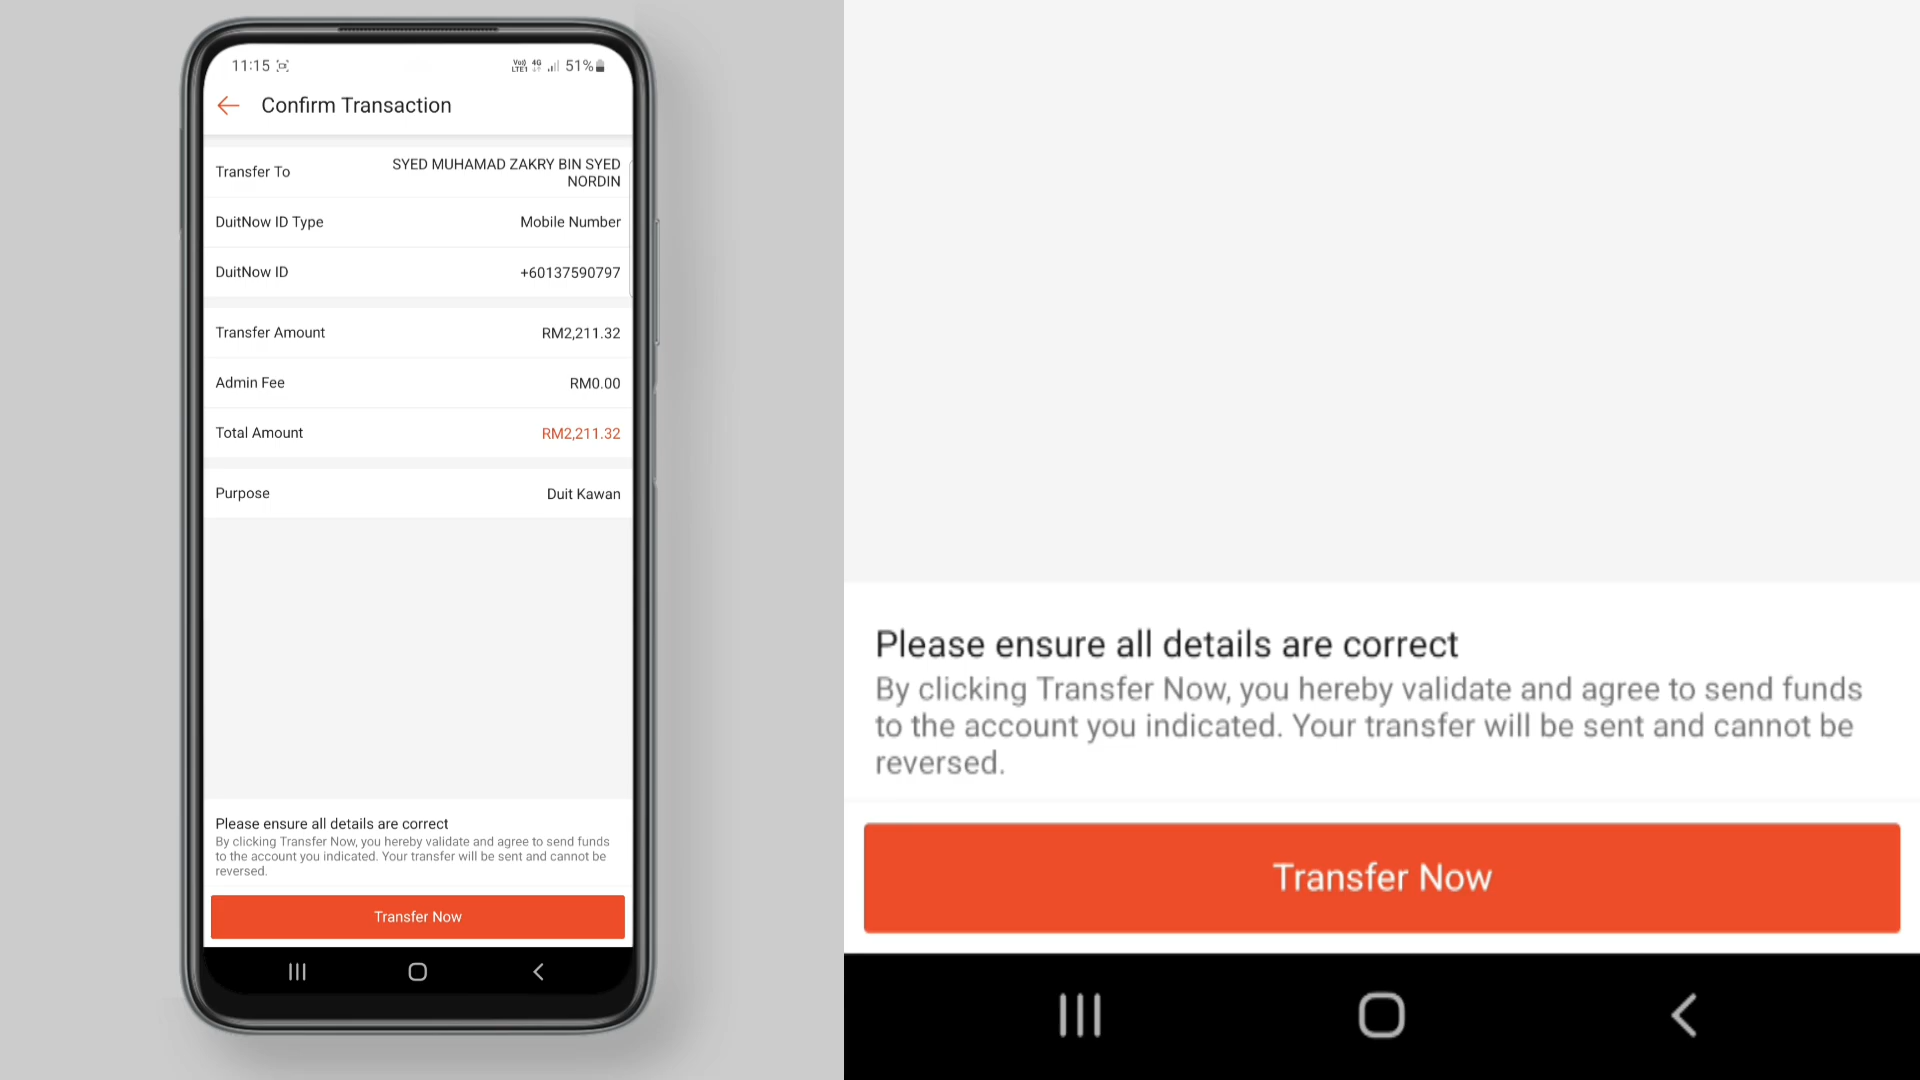 11:15
Voo) LTE1 4G 51%
Confirm Transaction
Transfer To
SYED MUHAMAD ZAKRY BIN SYED
NORDIN
DuitNow ID Type Mobile Number
DuitNow ID +60137590797
Transfer Amount RM2,211.32
Admin Fee RM0.00
Total Amount RM2,211.32
Purpose Duit Kawan
Please ensure all details are correct
By clicking Transfer Now, you hereby validate and agree to send funds
to the account you indicated. Your transfer will be sent and cannot be
reversed.
Transfer Now
Please ensure all details are correct
By clicking Transfer Now, you hereby validate and agree to send funds
to the account you indicated. Your transfer will be sent and cannot be
reversed.
Transfer Now